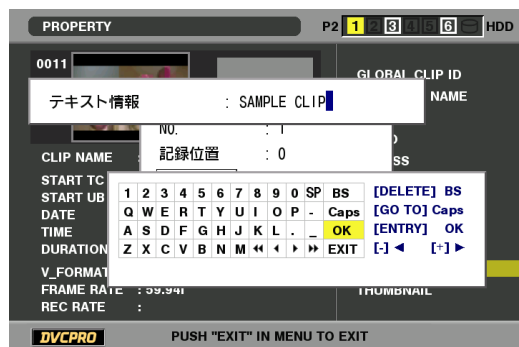 PROPERTY P2 1 2 3 4 5 6 HDD
0011
GLOBAL CLIP ID
テキスト情報 : SAMPLE CLIP
NAME
NO. : 1
記録位置 : 0
CLIP NAME :
START TC
START UB
DATE
TIME
DURATION
V_FORMAT
FRAME RATE : 59.94I
REC RATE :
1 2 3 4 5 6 7 8 9 0 SP BS
Q W E R T Y U I O P - Caps
A S D F G H J K L . _ OK
Z X C V B N M ◀◀ ◀ ▶ ▶▶ EXIT
[DELETE] BS
[GO TO] Caps
[ENTRY] OK
[-] ◀ [+] ▶
THUMBNAIL
DVCPRO PUSH "EXIT" IN MENU TO EXIT